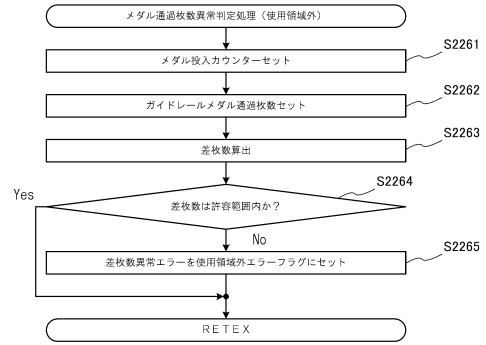 メダル通過枚数異常判定処理（使用領域外）
S2261
メダル投入カウンターセット
S2262
ガイドレールメダル通過枚数セット
S2263
差枚数算出
S2264
Yes
差枚数は許容範囲内か？
No
S2265
差枚数異常エラーを使用領域外エラーフラグにセット
RETEX